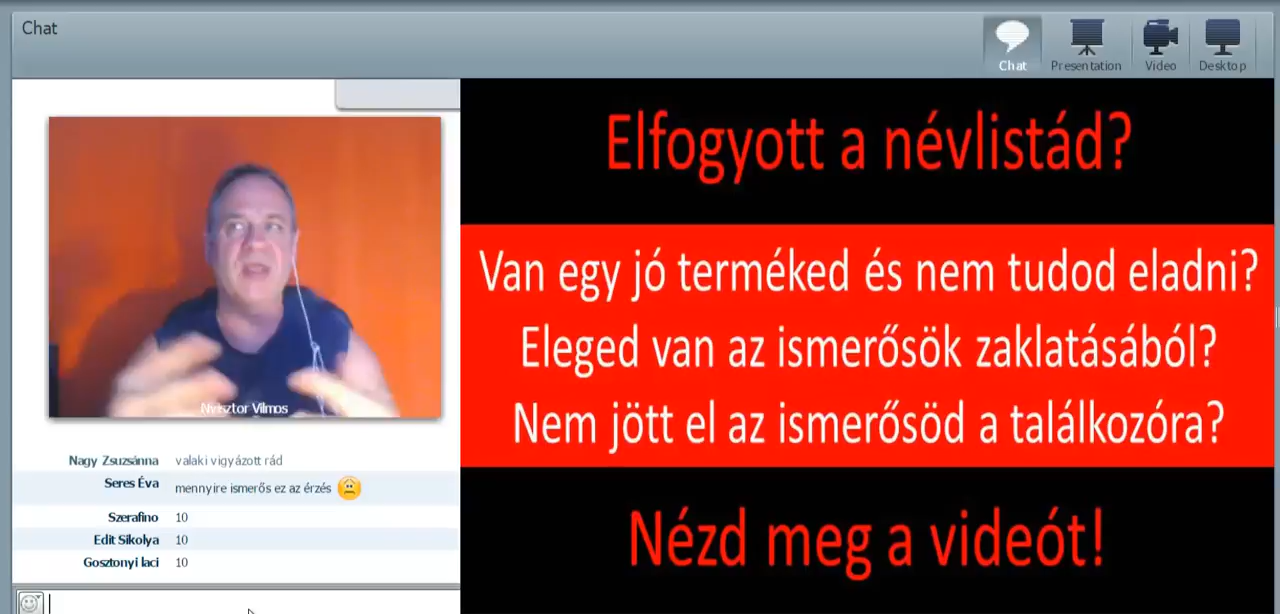 Chat
Chat
Presentation
Video
Desktop
Elfogyott a névlistád?
Van egy jó terméked és nem tudod eladni?
Eleged van az ismerősök zaklatásából?
Nem jött el az ismerősöd a találkozóra?
Nézd meg a videót!
Nyisztor Vilmos
Nagy Zsuzsánna valaki vigyázott rád
Seres Éva mennyire ismerős ez az érzés
Szerafino 10
Edit Sikolya 10
Gosztonyi laci 10